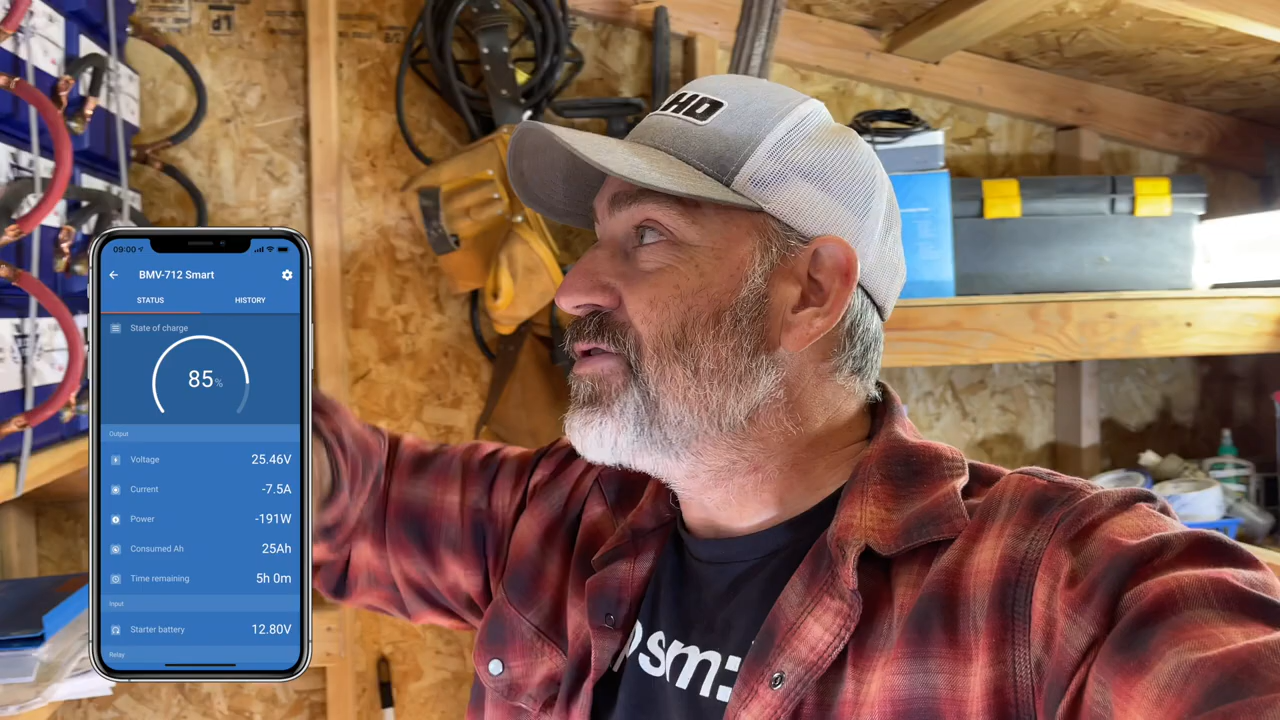 HD
09:00
BMV-712 Smart
STATUS HISTORY
State of charge
85%
Output
Voltage 25.46V
Current -7.5A
Power -191W
Consumed Ah 25Ah
Time remaining 5h 0m
Input
Starter battery 12.80V
Relay